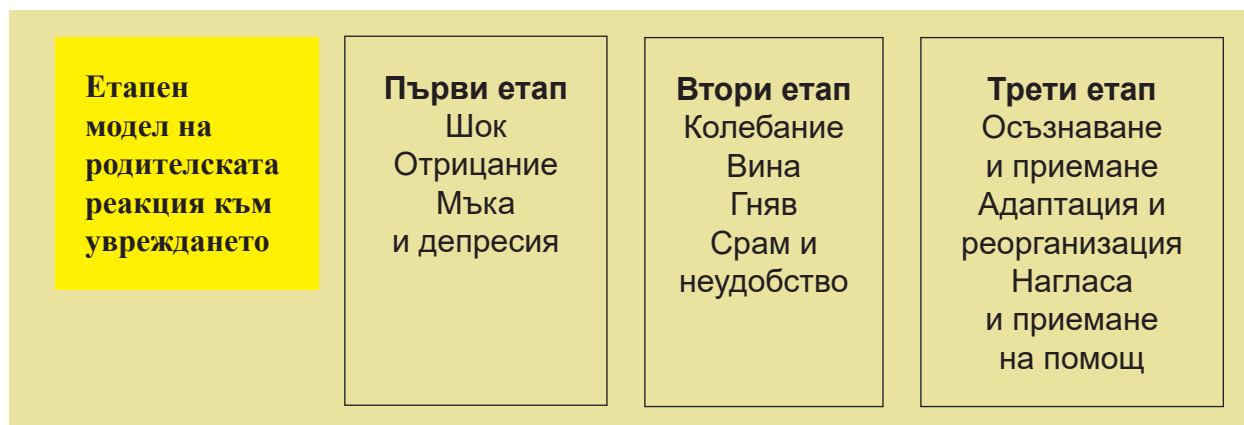 Етапен
модел на
родителската
реакция към
увреждането
Първи етап
Шок
Отрицание
Мъка
и депресия
Втори етап
Колебание
Вина
Гняв
Срам и
неудобство
Трети етап
Осъзнаване
и приемане
Адаптация и
реорганизация
Нагласа
и приемане
на помощ